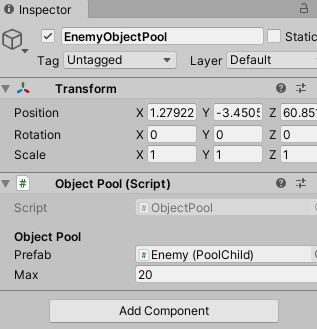 Inspector
EnemyObjectPool Static
Tag Untagged Layer Default
Transform
Position X 1.27922 Y -3.4505 Z 60.851
Rotation X 0 Y 0 Z 0
Scale X 1 Y 1 Z 1
# Object Pool (Script)
Script # ObjectPool
Object Pool
Prefab # Enemy (PoolChild)
Max 20
Add Component